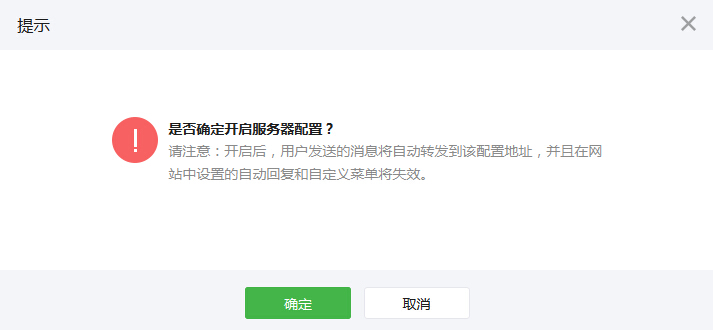 提示
是否确定开启服务器配置？
请注意：开启后，用户发送的消息将自动转发到该配置地址，并且在网
站中设置的自动回复和自定义菜单将失效。
确定
取消